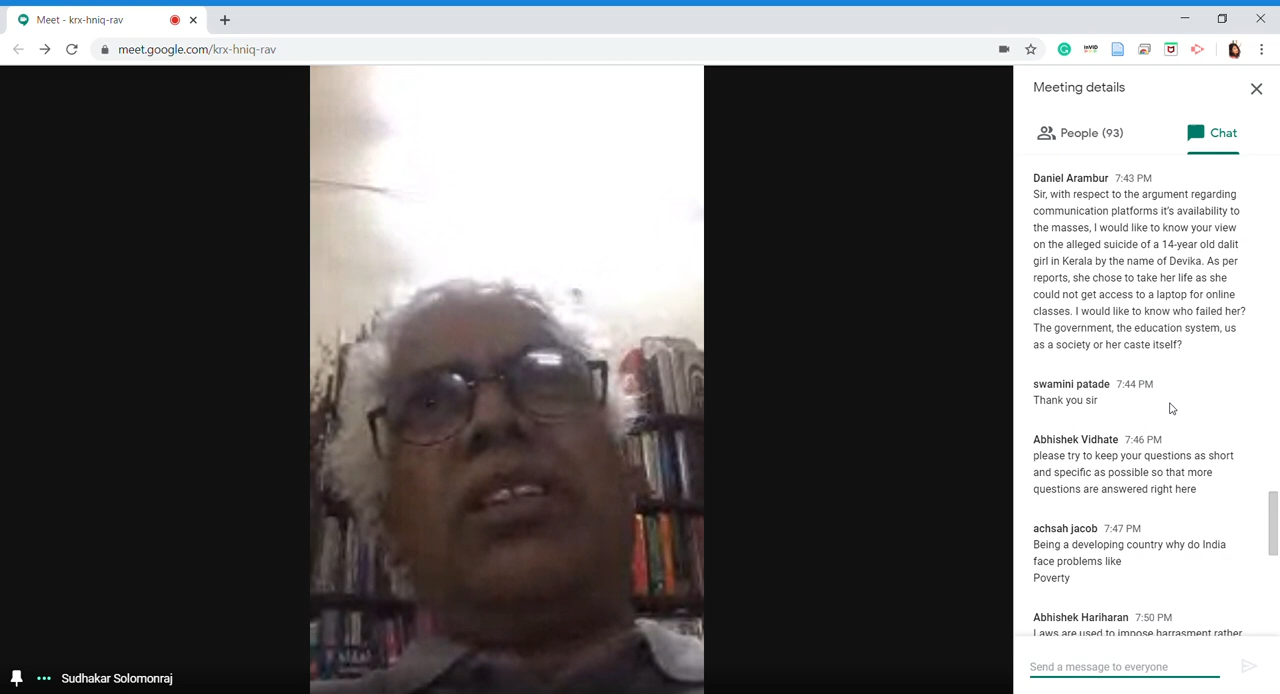 Meet - krx-hniq-rav
meet.google.com/krx-hniq-rav
InVID
Meeting details
People (93)
Chat
Daniel Arambur 7:43 PM
Sir, with respect to the argument regarding
communication platforms it's availability to
the masses, I would like to know your view
on the alleged suicide of a 14-year old dalit
girl in Kerala by the name of Devika. As per
reports, she chose to take her life as she
could not get access to a laptop for online
classes. I would like to know who failed her?
The government, the education system, us
as a society or her caste itself?
swamini patade 7:44 PM
Thank you sir
Abhishek Vidhate 7:46 PM
please try to keep your questions as short
and specific as possible so that more
questions are answered right here
achsah jacob 7:47 PM
Being a developing country why do India
face problems like
Poverty
Abhishek Hariharan 7:50 PM
Laws are used to impose harrasment rather
Send a message to everyone
Sudhakar Solomonraj